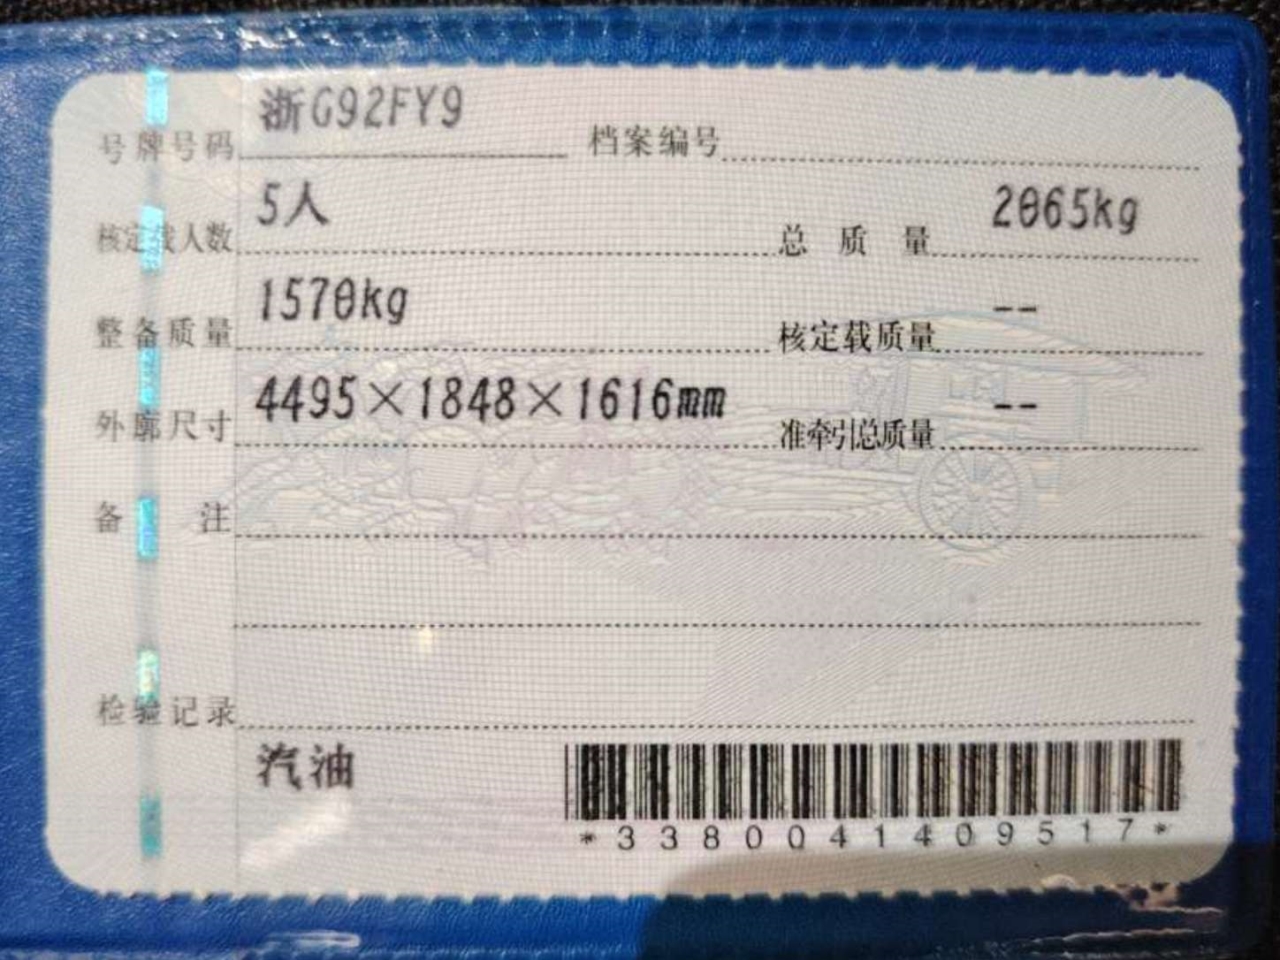 号牌号码 浙G92FY9 档案编号
核定载人数 5人 总质量 2065kg
整备质量 1570kg 核定载质量 --
外廓尺寸 4495×1848×1616mm 准牵引总质量 --
备注
检验记录
汽油
*3380041409517*